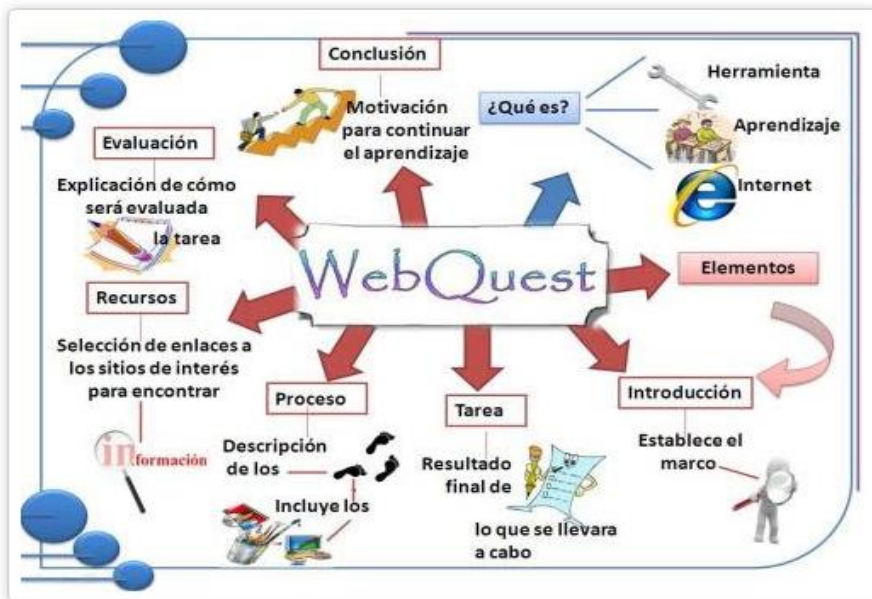 Conclusión
Motivación
para continuar
el aprendizaje
¿Qué es?
Herramienta
Aprendizaje
Internet
Evaluación
Explicación de cómo
será evaluada
la tarea
WebQuest
Elementos
Recursos
Selección de enlaces a
los sitios de interés
para encontrar
información
Proceso
Descripción
de los
Incluye los
Tarea
Resultado
final de
lo que se llevara
a cabo
Introducción
Establece el
marco